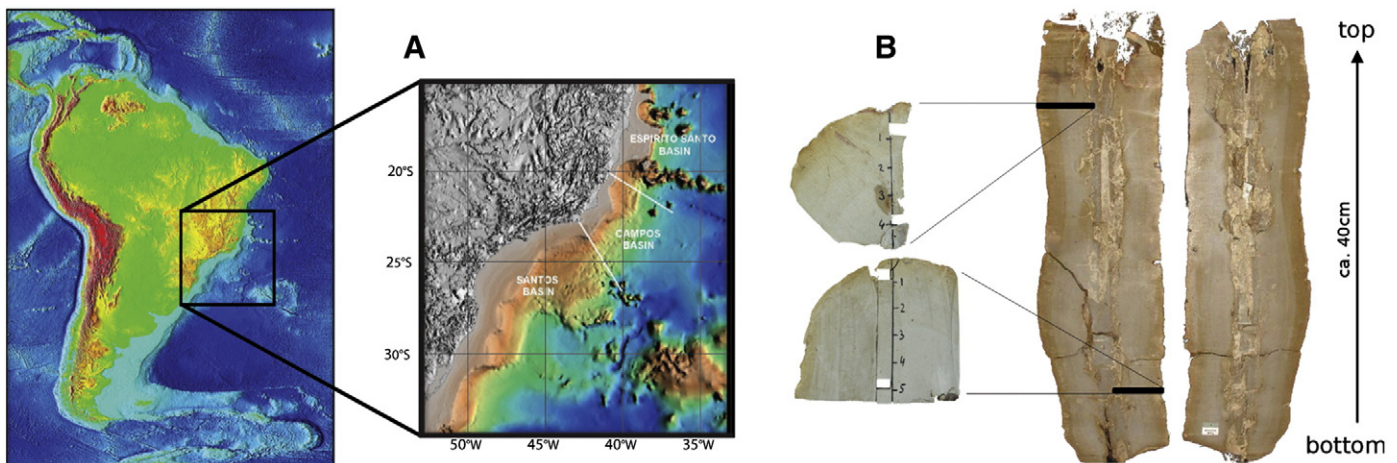 A
ESPIRITO SANTO
BASIN
20°S
CAMPOS
BASIN
25°S
SANTOS
BASIN
30°S
50°W
45°W
40°W
35°W
B
1
2
3
4
1
2
3
4
5
top
ca. 40cm
bottom